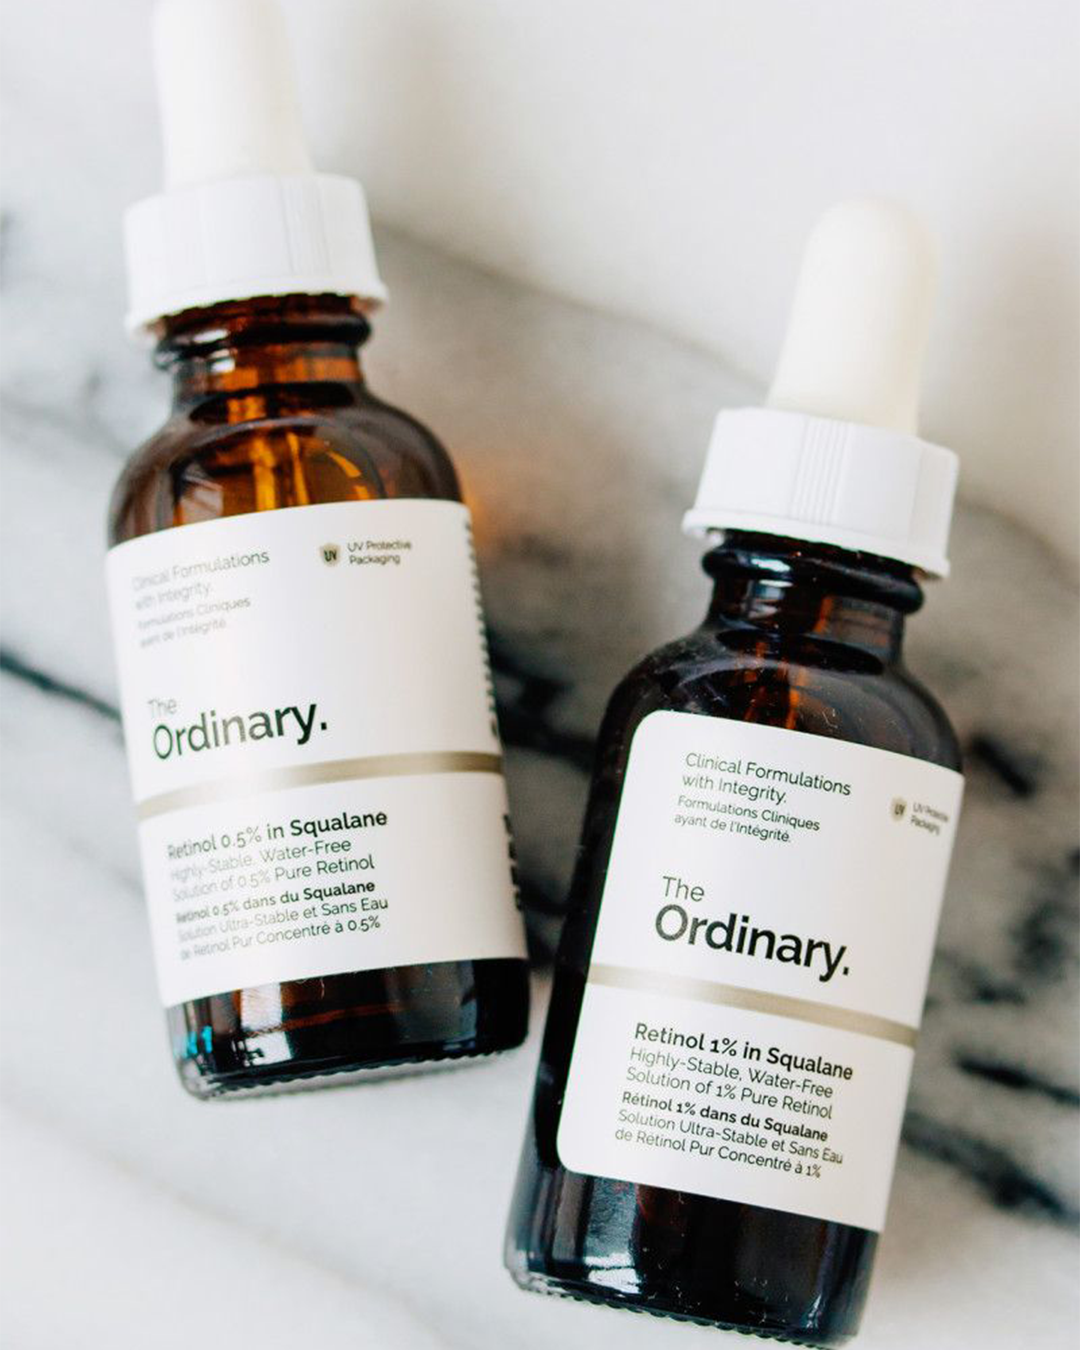 Clinical Formulations
with Integrity.
Formulations Cliniques
ayant de l'Intégrité.
UV
UV Protective
Packaging
The
Ordinary.
Retinol 0.5% in Squalane
Highly-Stable, Water-Free
Solution of 0.5% Pure Retinol
Retinol 0.5% dans du Squalane
Solution Ultra-Stable et Sans Eau
de Retinol Pur Concentré à 0.5%
Clinical Formulations
with Integrity.
Formulations Cliniques
ayant de l'Intégrité.
UV
UV Protective
Packaging
The
Ordinary.
Retinol 1% in Squalane
Highly-Stable, Water-Free
Solution of 1% Pure Retinol
Rétinol 1% dans du Squalane
Solution Ultra-Stable et Sans Eau
de Rétinol Pur Concentré à 1%